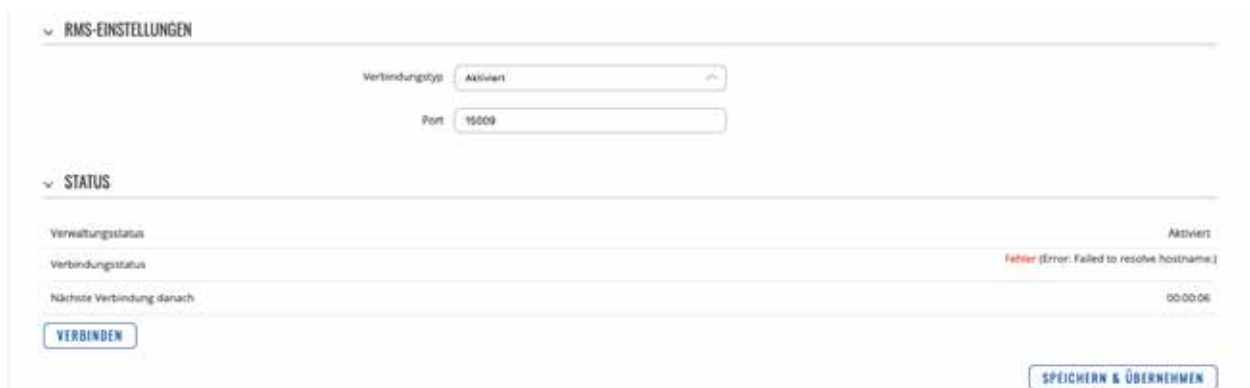 RMS-EINSTELLUNGEN
Verbindungstyp Aktiviert
Port 15009
STATUS
Verwaltungsstatus Aktiviert
Verbindungsstatus Fehler (Error: Failed to resolve hostname.)
Nächste Verbindung danach 00:00:06
VERBINDEN
SPEICHERN & ÜBERNEHMEN